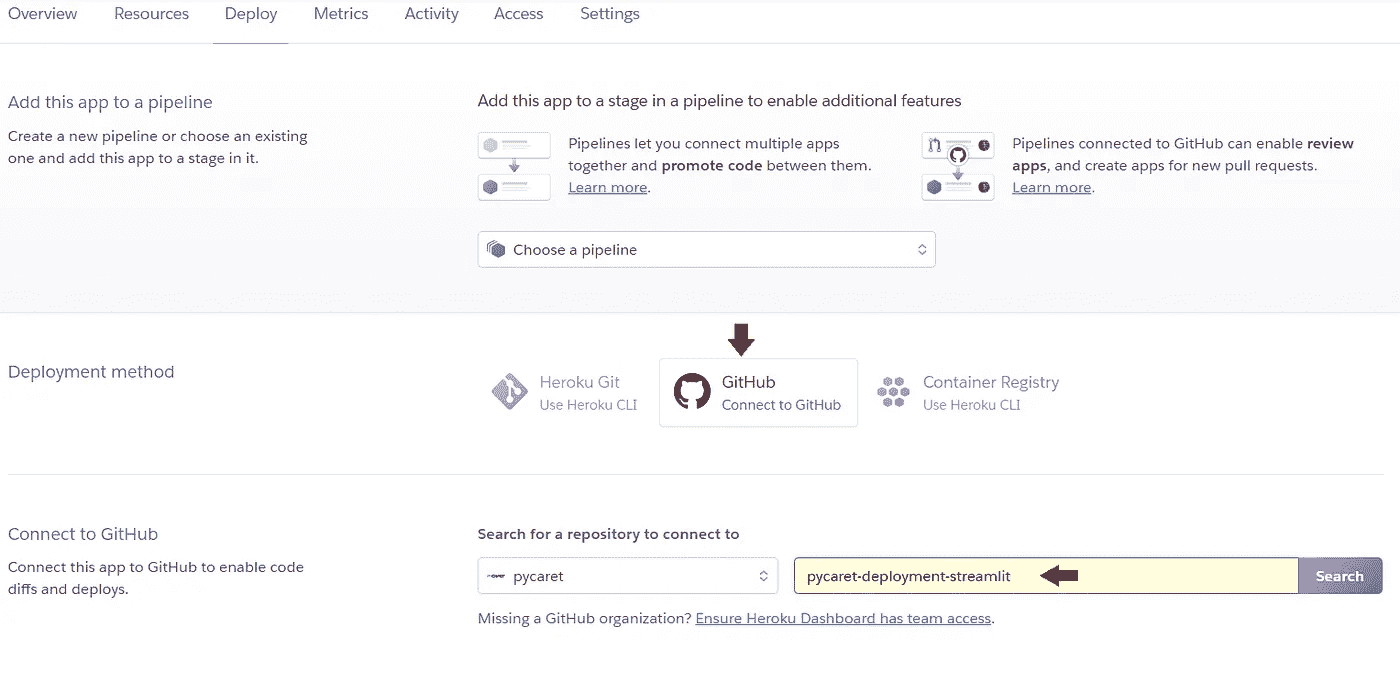 Overview Resources Deploy Metrics Activity Access Settings
Add this app to a pipeline
Create a new pipeline or choose an existing
one and add this app to a stage in it.
Add this app to a stage in a pipeline to enable additional features
Pipelines let you connect multiple apps
together and promote code between them.
Learn more.
Pipelines connected to GitHub can enable review
apps, and create apps for new pull requests.
Learn more.
Choose a pipeline
Deployment method
Heroku Git
Use Heroku CLI
GitHub
Connect to GitHub
Container Registry
Use Heroku CLI
Connect to GitHub
Connect this app to GitHub to enable code
diffs and deploys.
Search for a repository to connect to
pycaret
pycaret-deployment-streamlit
Search
Missing a GitHub organization? Ensure Heroku Dashboard has team access.